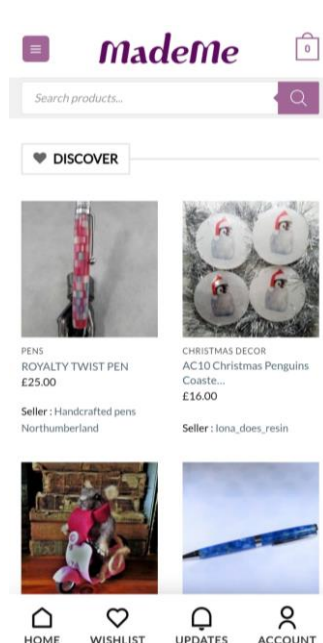 MadeMe
0
Search products...
DISCOVER
PENS
ROYALTY TWIST PEN
£25.00
Seller : Handcrafted pens
Northumberland
CHRISTMAS DECOR
AC10 Christmas Penguins
Coaste...
£16.00
Seller : Iona_does_resin
HOME
WISHLIST
UPDATES
ACCOUNT